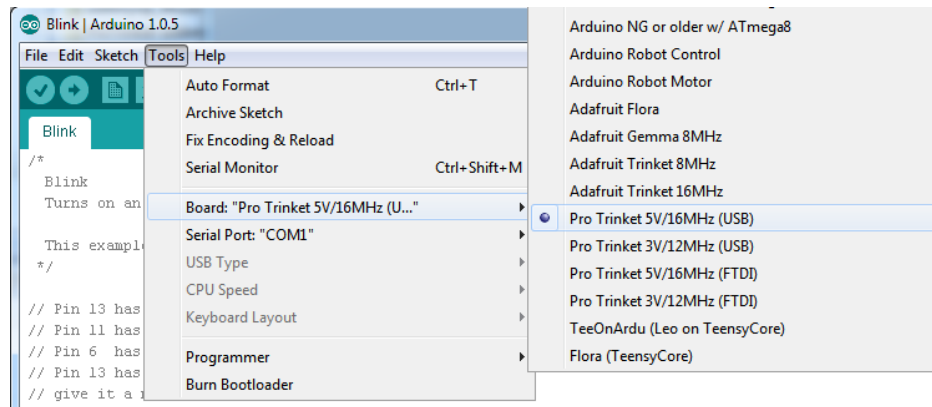 Blink | Arduino 1.0.5
File Edit Sketch Tools Help
Blink
/*
Blink
Turns on an
This exampl
*/
// Pin 13 has
// Pin 11 has
// Pin 6 has
// Pin 13 has
// give it a
Auto Format Ctrl+T
Archive Sketch
Fix Encoding & Reload
Serial Monitor Ctrl+Shift+M
Board: "Pro Trinket 5V/16MHz (U..."
Serial Port: "COM1"
USB Type
CPU Speed
Keyboard Layout
Programmer
Burn Bootloader
Arduino NG or older w/ ATmega8
Arduino Robot Control
Arduino Robot Motor
Adafruit Flora
Adafruit Gemma 8MHz
Adafruit Trinket 8MHz
Adafruit Trinket 16MHz
Pro Trinket 5V/16MHz (USB)
Pro Trinket 3V/12MHz (USB)
Pro Trinket 5V/16MHz (FTDI)
Pro Trinket 3V/12MHz (FTDI)
TeeOnArdu (Leo on TeensyCore)
Flora (TeensyCore)